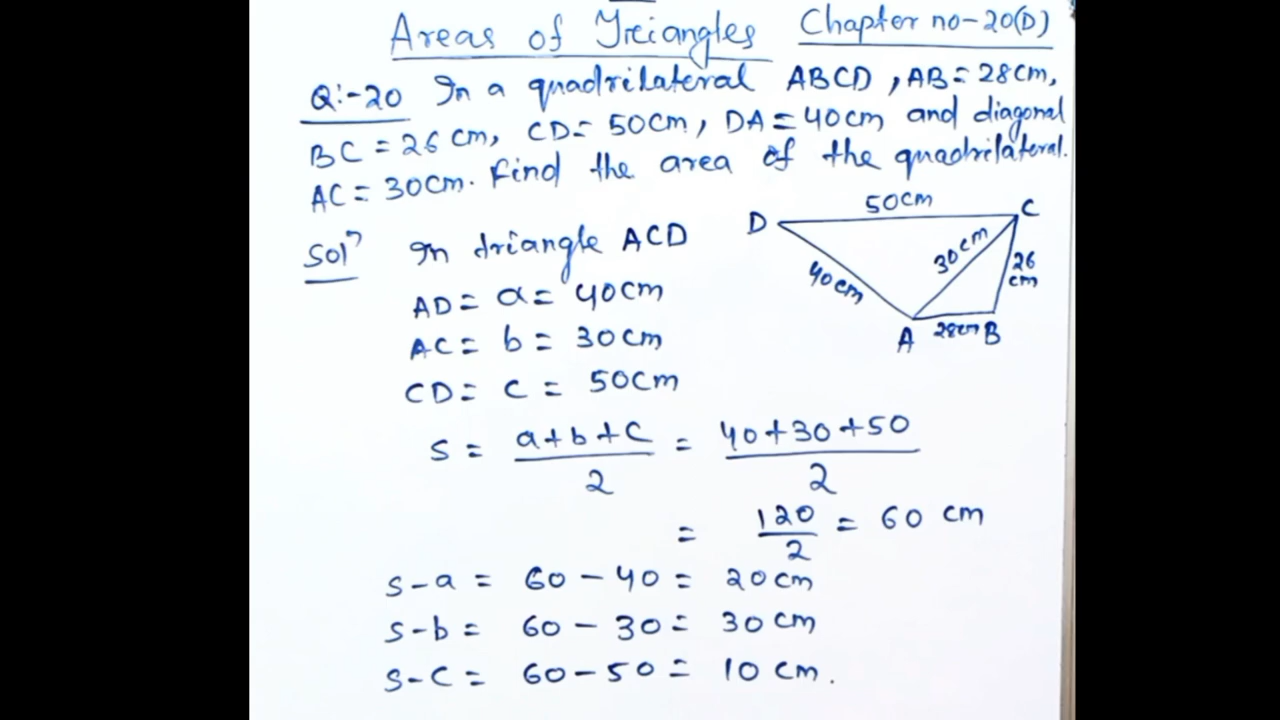 Areas of Treiangles Chapter no-20(D)
Q:-20 In a quadrilateral ABCD, AB = 28cm,
BC = 26 cm, CD = 50cm, DA = 40cm and diagonal
AC = 30cm. Find the area of the quadrilateral.
Solⁿ In triangle ACD
AD = a = 40cm
AC = b = 30cm
CD = c = 50cm
S = a+b+c / 2 = 40+30+50 / 2
= 120 / 2 = 60 cm
S-a = 60-40 = 20cm
S-b = 60-30 = 30cm
S-c = 60-50 = 10 cm.
D 50cm C
40cm 30cm 26 cm
A 28cm B